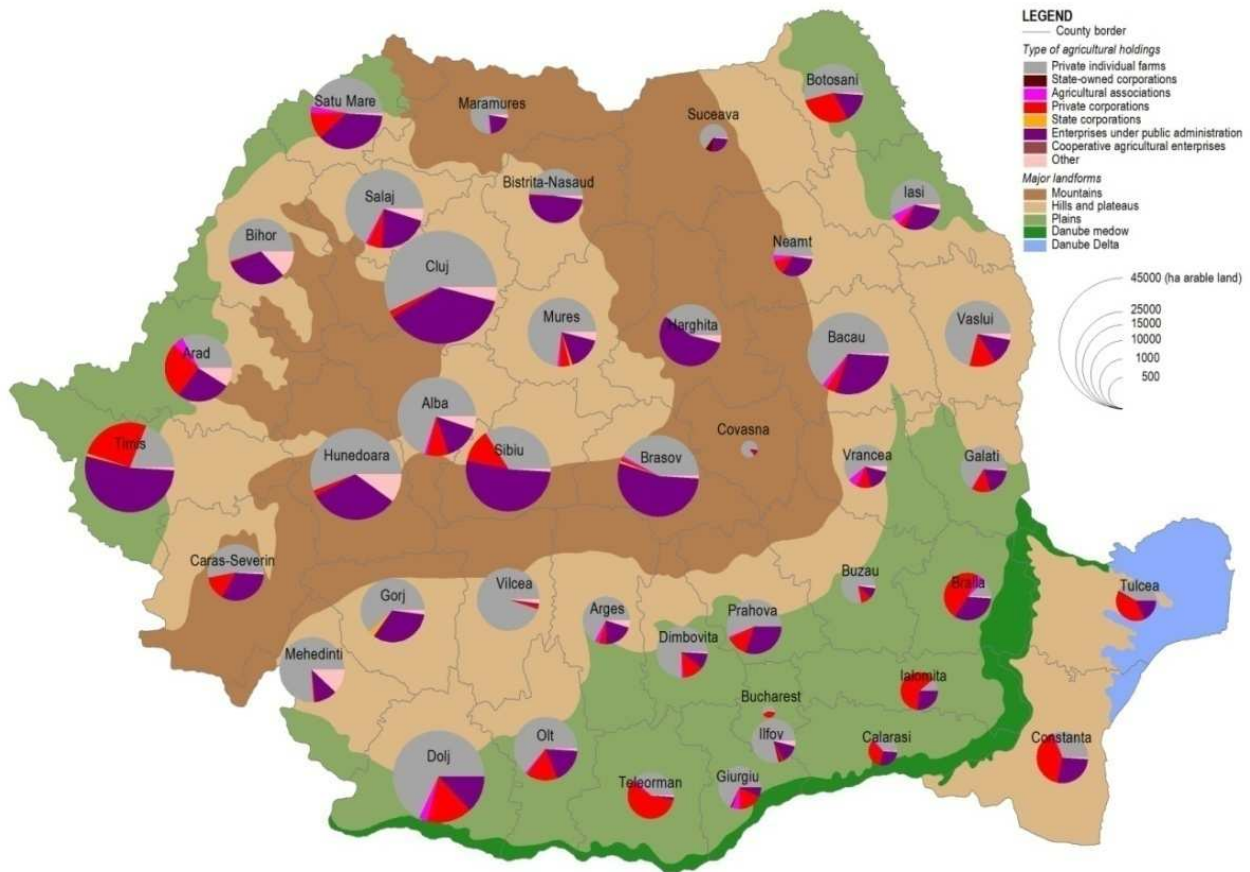 LEGEND
County border
Type of agricultural holdings
Private individual farms
State-owned corporations
Agricultural associations
Private corporations
State corporations
Enterprises under public administration
Cooperative agricultural enterprises
Other
Major landforms
Mountains
Hills and plateaus
Plains
Danube medow
Danube Delta
45000 (ha arable land)
25000
15000
10000
1000
500
Botosani
Satu Mare
Maramures
Suceava
Bistrita-Nasaud
Salaj
Iasi
Bihor
Neamt
Cluj
Mures
Harghita
Vaslui
Bacau
Arad
Alba
Covasna
Timis
Hunedoara
Sibiu
Brasov
Vrancea
Galati
Caras-Severin
Buzau
Braila
Tulcea
Vilcea
Gorj
Arges
Prahova
Dimbovita
Mehedinti
Ialomita
Bucharest
Ilfov
Calarasi
Constanta
Olt
Dolj
Teleorman
Giurgiu